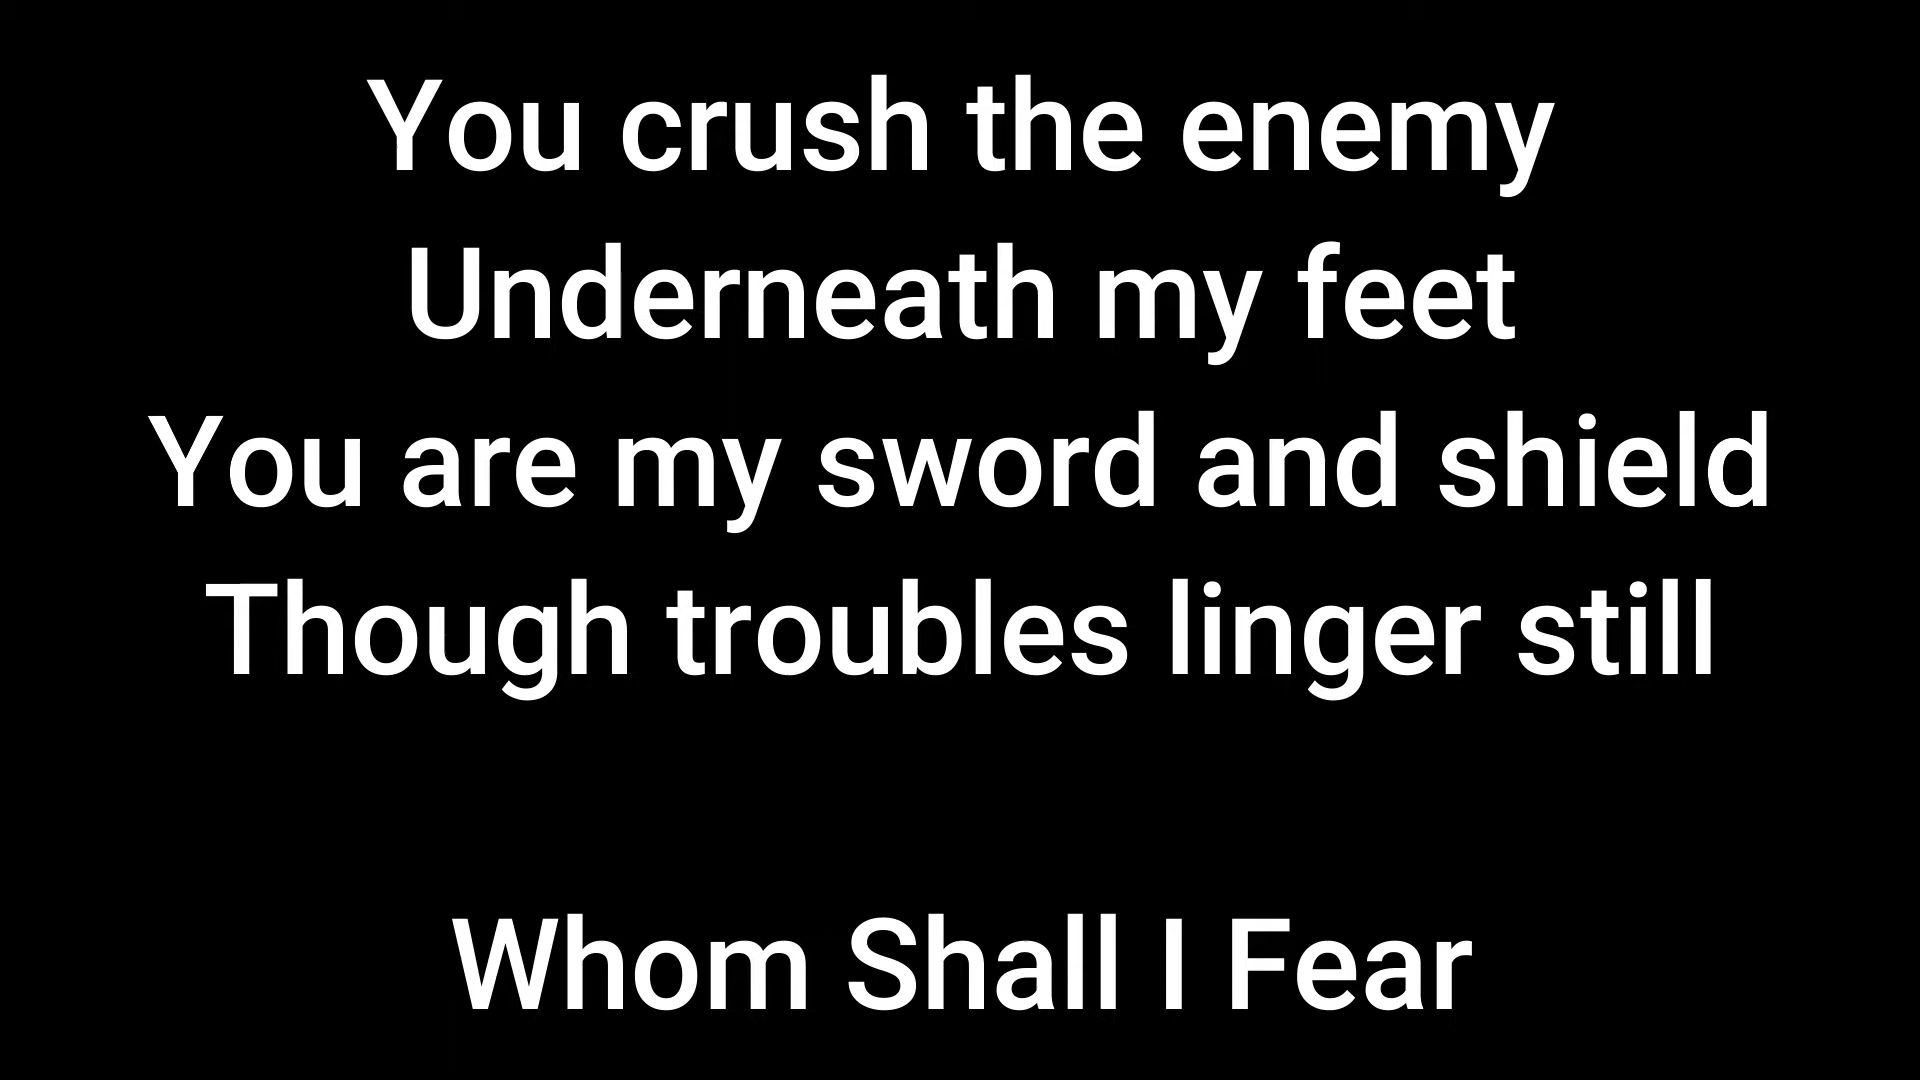 You crush the enemy
Underneath my feet
You are my sword and shield
Though troubles linger still
Whom Shall I Fear